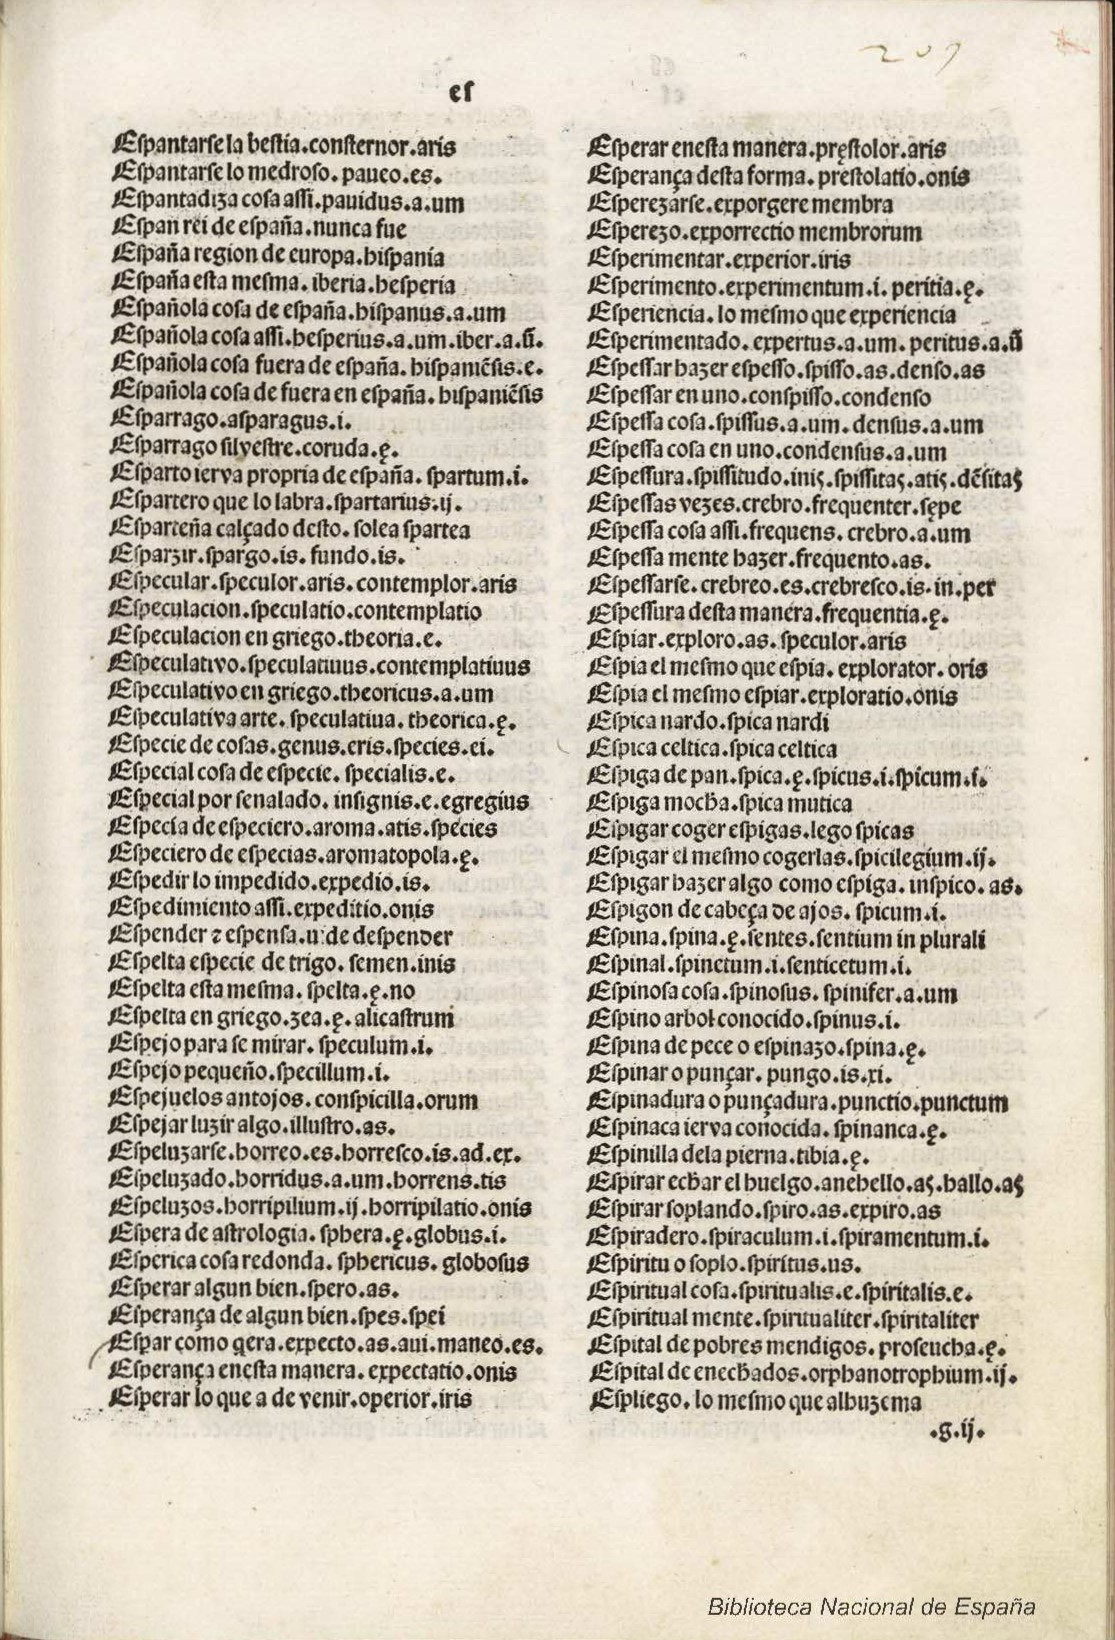 207
eſ
Eſpantarſe la beſtia.conſternor.aris
Eſpantarſe lo medroso. paueo.es.
Eſpantadiza coſa aſſi.pauidus.a.um
Eſpan rei de eſpaña.nunca fue
Eſpaña region de europa.hiſpania
Eſpaña eſta meſma. iberia.heſperia
Eſpañola coſa de eſpaña.hiſpanus.a.um
Eſpañola coſa aſſi.heſperius.a.um.iber.a.ū.
Eſpañola coſa fuera de eſpaña. hiſpaniēſis.e.
Eſpañola coſa de fuera en eſpaña. hiſpaniēſis
Eſparrago.aſparagus.i.
Eſparrago ſilveſtre.coruda.ę.
Eſparto ierva propria de eſpaña. ſpartum.i.
Eſpartero que lo labra.ſpartarius.ij.
Eſparteña calçado deſto. ſolea ſpartea
Eſparzir.ſpargo.is. fundo.is.
Eſpecular.ſpeculor.aris. contemplor.aris
Eſpeculacion.ſpeculatio.contemplatio
Eſpeculacion en griego.theoria.e.
Eſpeculativo.ſpeculatiuus.contemplatiuus
Eſpeculativo en griego.theoricus.a.um
Eſpeculativa arte. ſpeculatiua. theorica.ę.
Eſpecie de coſas.genus.eris.ſpecies.ei.
Eſpecial coſa de eſpecie. ſpecialis.e.
Eſpecial por ſenalado. inſignis.e.egregius
Eſpecia de eſpeciero.aroma.atis.ſpecies
Eſpeciero de eſpecias.aromatopola.ę.
Eſpedir lo impedido.expedio.is.
Eſpedimiento aſſi.expeditio.onis
Eſpender ⁊ eſpenſa.u:de deſpender
Eſpelta eſpecie de trigo. ſemen.inis
Eſpelta eſta meſma. ſpelta.ę.no
Eſpelta en griego.zea.ę. alicaſtrum
Eſpejo para ſe mirar. ſpeculum.i.
Eſpejo pequeño.ſpecillum.i.
Eſpejuelos antojos. conſpicilla.orum
Eſpejar luzir algo.illuſtro.as.
Eſpeluzarſe.horreo.es.horreſco.is.ad.ex.
Eſpeluzado.horridus.a.um.horrens.tis
Eſpeluzos.horripilium.ij.horripilatio.onis
Eſpera de aſtrologia. ſphera.ę.globus.i.
Eſperica coſa redonda. ſphericus. globoſus
Eſperar algun bien.ſpero.as.
Eſperança de algun bien.ſpes.ſpei
Eſꝑar como qera.expecto.as.aui.maneo.es.
Eſperança eneſta manera. expectatio.onis
Eſperar lo que a de venir.operior.iris
Eſperar eneſta manera.pręſtolor.aris
Eſperança deſta forma. preſtolatio.onis
Eſperezarſe.exporgere membra
Eſperezo.exporrectio membrorum
Eſperimentar.experior.iris
Eſperimento.experimentum.i. peritia.ę.
Eſperiencia. lo meſmo que experiencia
Eſperimentado. expertus.a.um. peritus.a.ū
Eſpeſſar hazer eſpeſſo.ſpiſſo.as.denſo.as
Eſpeſſar en uno.conſpiſſo.condenſo
Eſpeſſa coſa.ſpiſſus.a.um. denſus.a.um
Eſpeſſa coſa en uno.condenſus.a.um
Eſpeſſura.ſpiſſitudo.inis.ſpiſſitas.atis.dēſitas
Eſpeſſas vezes.crebro.frequenter.ſępe
Eſpeſſa coſa aſſi.frequens. crebro.a.um
Eſpeſſa mente hazer.frequento.as.
Eſpeſſarſe. crebreo.es.crebreſco.is.in.per
Eſpeſſura deſta manera.frequentia.ę.
Eſpiar.exploro.as.ſpeculor.aris
Eſpia el meſmo que eſpia. explorator. oris
Eſpia el meſmo eſpiar.exploratio.onis
Eſpica nardo.ſpica nardi
Eſpica celtica.ſpica celtica
Eſpiga de pan.ſpica.ę.ſpicus.i.ſpicum.i.
Eſpiga mocha.ſpica mutica
Eſpigar coger eſpigas.lego ſpicas
Eſpigar el meſmo cogerlas.ſpicilegium.ij.
Eſpigar hazer algo como eſpiga. inſpico. as.
Eſpigon de cabeça de ajos. ſpicum.i.
Eſpina.ſpina.ę.ſentes.ſentium in plurali
Eſpinal.ſpinetum.i.ſenticetum.i.
Eſpinoſa coſa.ſpinoſus. ſpinifer.a.um
Eſpino arbol conocido.ſpinus.i.
Eſpina de pece o eſpinazo.ſpina.ę.
Eſpinar o punçar. pungo.is.xi.
Eſpinadura o punçadura.punctio.punctum
Eſpinaca ierva conocida. ſpinanca.ę.
Eſpinilla dela pierna.tibia.ę.
Eſpirar echar el huelgo.anehello.as.hallo.as
Eſpirar ſoplando.ſpiro.as.expiro.as
Eſpiradero.ſpiraculum.i.ſpiramentum.i.
Eſpiritu o ſoplo.ſpiritus.us.
Eſpiritual coſa.ſpiritualis.e.ſpiritalis.e.
Eſpiritual mente.ſpiritualiter.ſpiritaliter
Eſpital de pobres mendigos. proſeucha.ę.
Eſpital de enechados.orphanotrophium.ij.
Eſpliego. lo meſmo que alhuzema
.s.ij.
Biblioteca Nacional de España